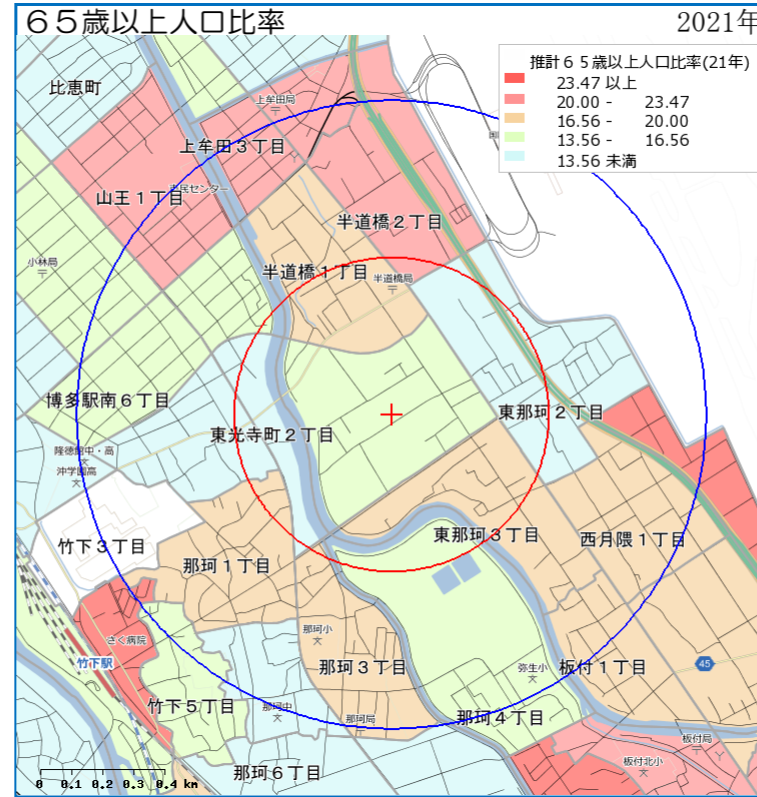 65歳以上人口比率
2021年
推計65歳以上人口比率(21年)
23.47 以上
20.00 - 23.47
16.56 - 20.00
13.56 - 16.56
13.56 未満
比恵町
上牟田局
上牟田3丁目
山王1丁目
民センター
半道橋2丁目
小林局
半道橋1丁目
半道橋局
博多駅南6丁目
東那珂2丁目
東光寺町2丁目
隆徳館中・高
沖学園高
竹下3丁目
東那珂3丁目
西月隈1丁目
那珂1丁目
さく病院
那珂小
竹下駅
那珂3丁目
弥生小
板付1丁目
45
竹下5丁目
那珂中
那珂局
那珂4丁目
板付局
板付北小
那珂6丁目
0 0.1 0.2 0.3 0.4 km